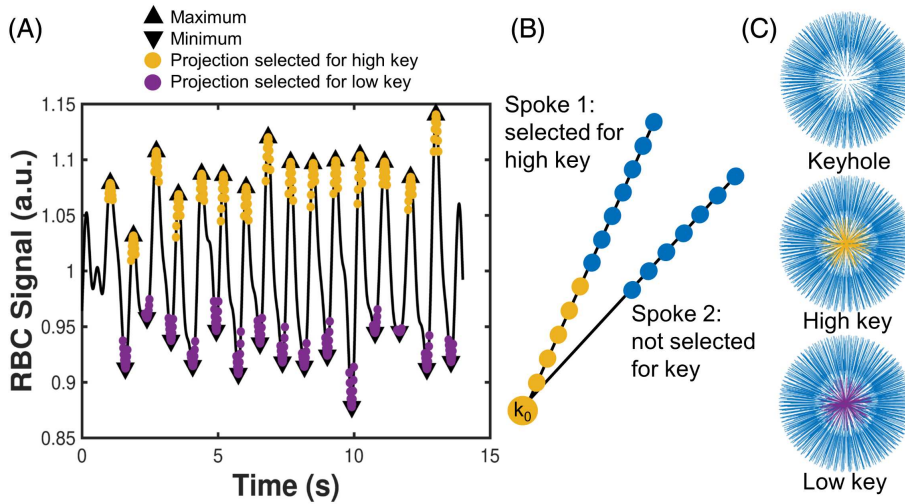 (A)
Maximum
Minimum
Projection selected for high key
Projection selected for low key
RBC Signal (a.u.)
1.15
1.10
1.05
1
0.95
0.9
0.85
0
5
10
15
Time (s)
(B)
Spoke 1:
selected for
high key
Spoke 2:
not selected
for key
k0
(C)
Keyhole
High key
Low key